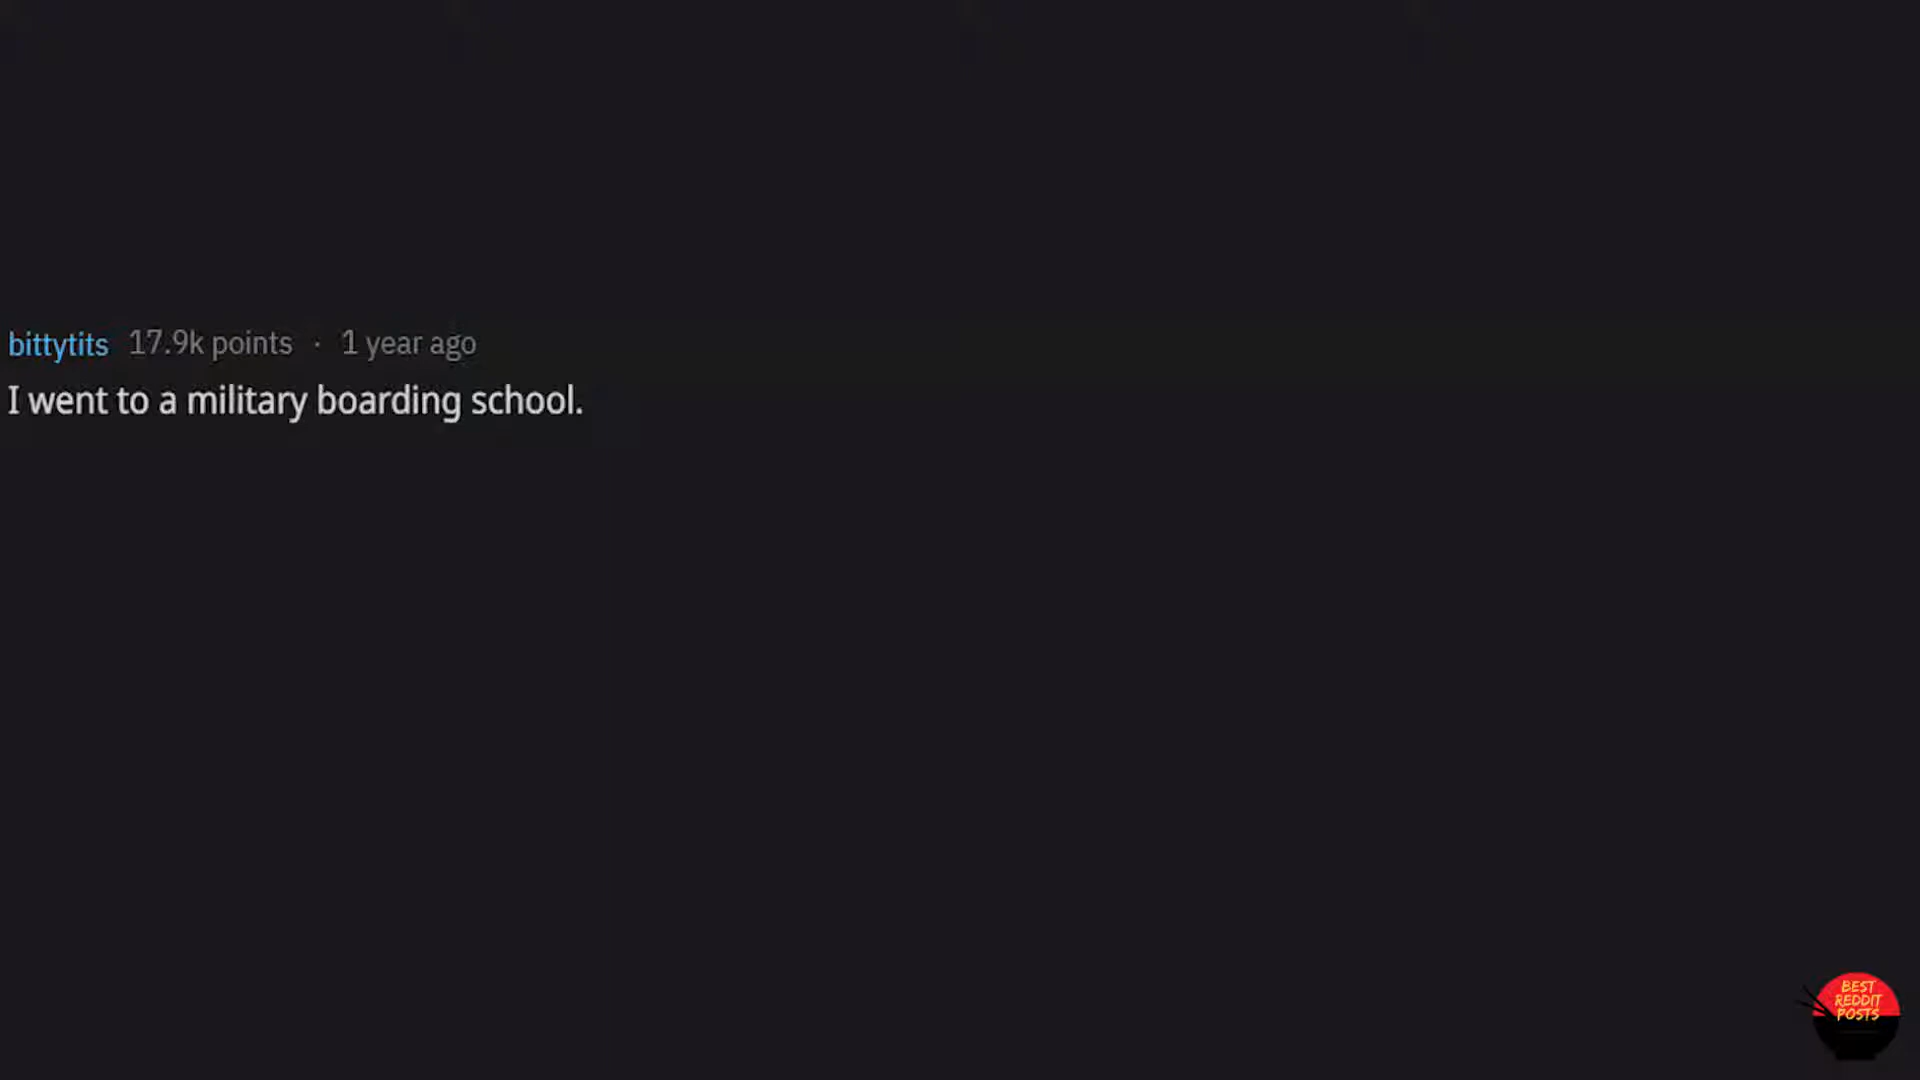 bittytits 17.9k points · 1 year ago
I went to a military boarding school.
BEST
REDDIT
POSTS